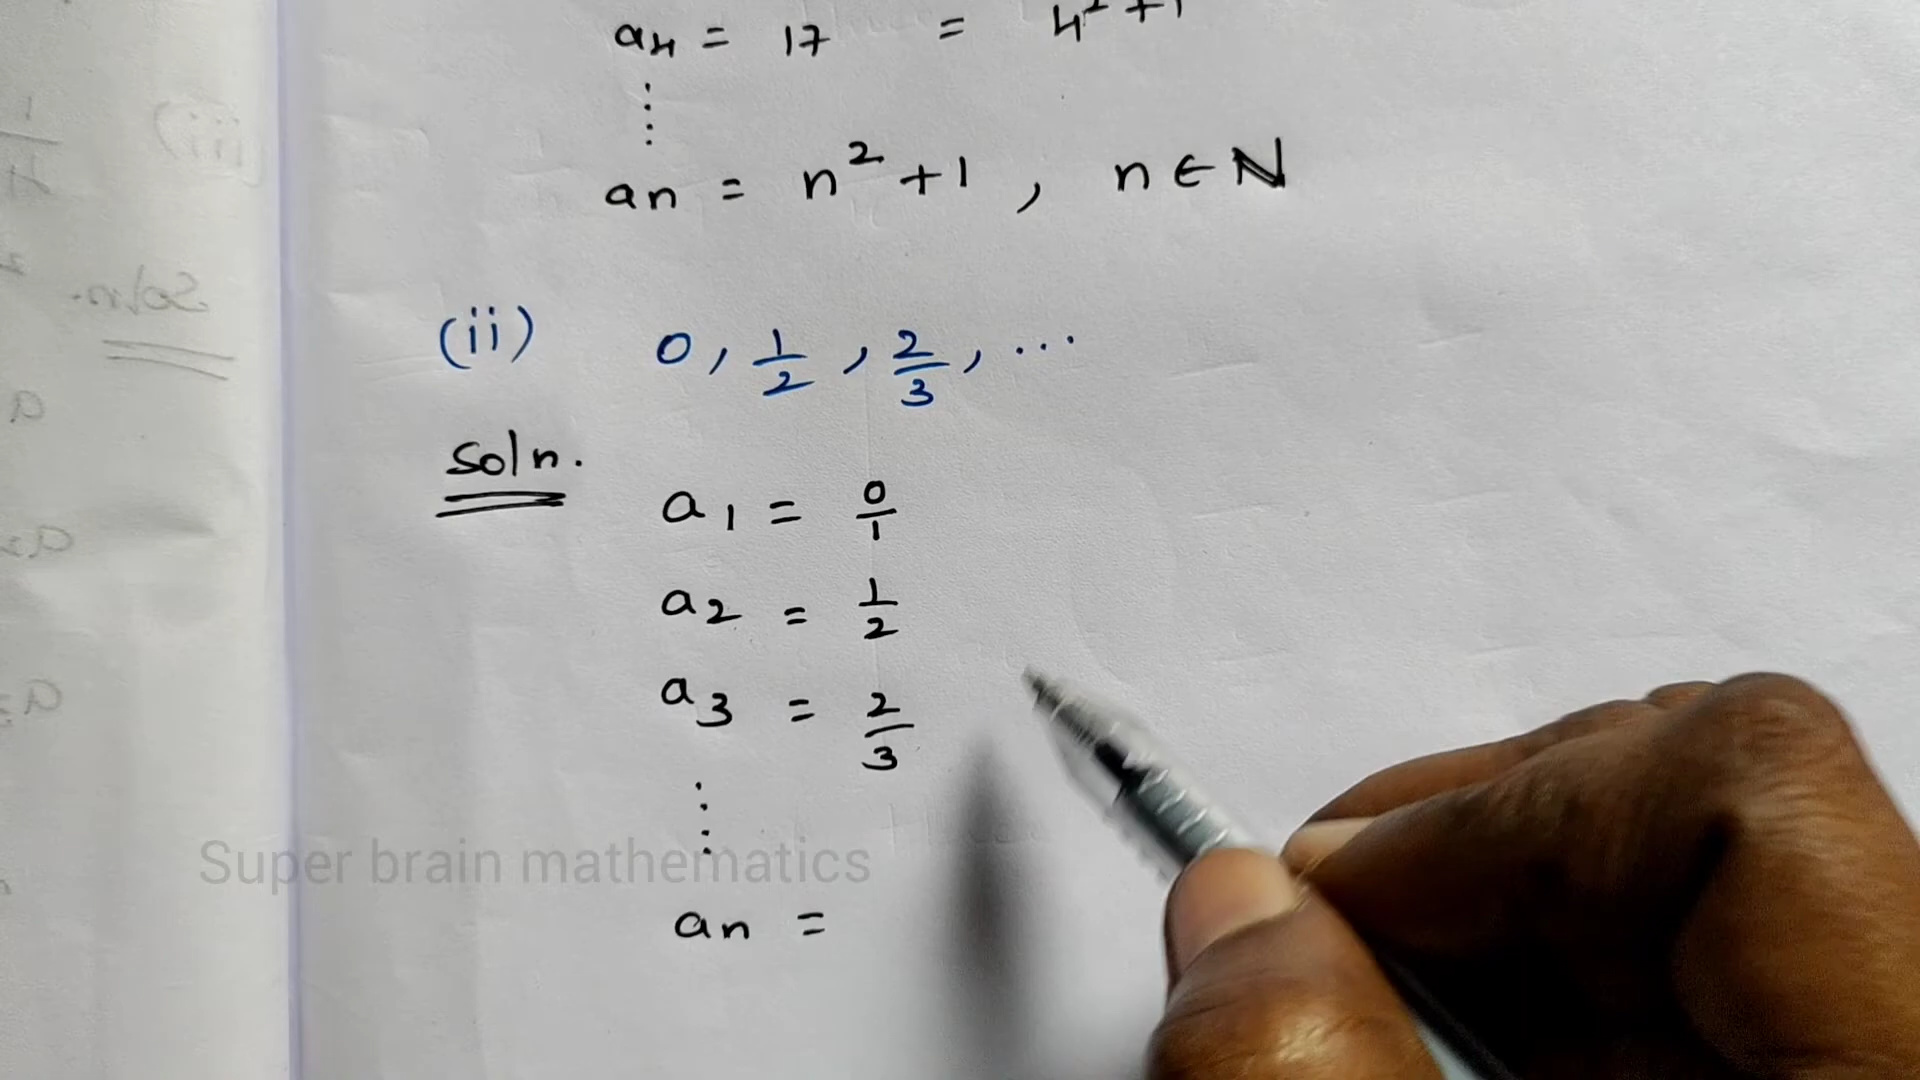 a₄ = 17 = 4² + 1
⋮
an = n² + 1 , n ∈ ℕ
(ii) 0, 1/2, 2/3, ...
Soln.
a₁ = 0/1
a₂ = 1/2
a₃ = 2/3
⋮
Super brain mathematics
an =